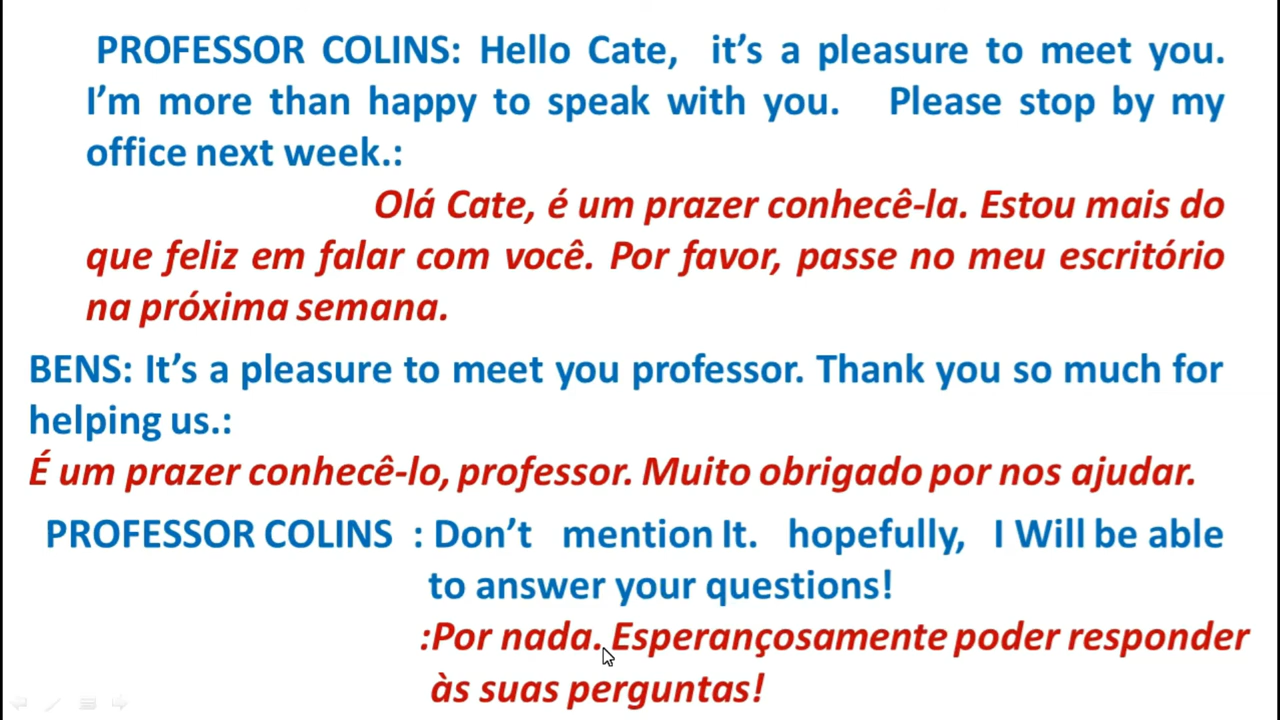 PROFESSOR COLINS: Hello Cate, it’s a pleasure to meet you.
I’m more than happy to speak with you. Please stop by my
office next week.:
Olá Cate, é um prazer conhecê-la. Estou mais do
que feliz em falar com você. Por favor, passe no meu escritório
na próxima semana.
BENS: It’s a pleasure to meet you professor. Thank you so much for
helping us.:
É um prazer conhecê-lo, professor. Muito obrigado por nos ajudar.
PROFESSOR COLINS : Don’t mention It. hopefully, I Will be able
to answer your questions!
:Por nada. Esperançosamente poder responder
às suas perguntas!